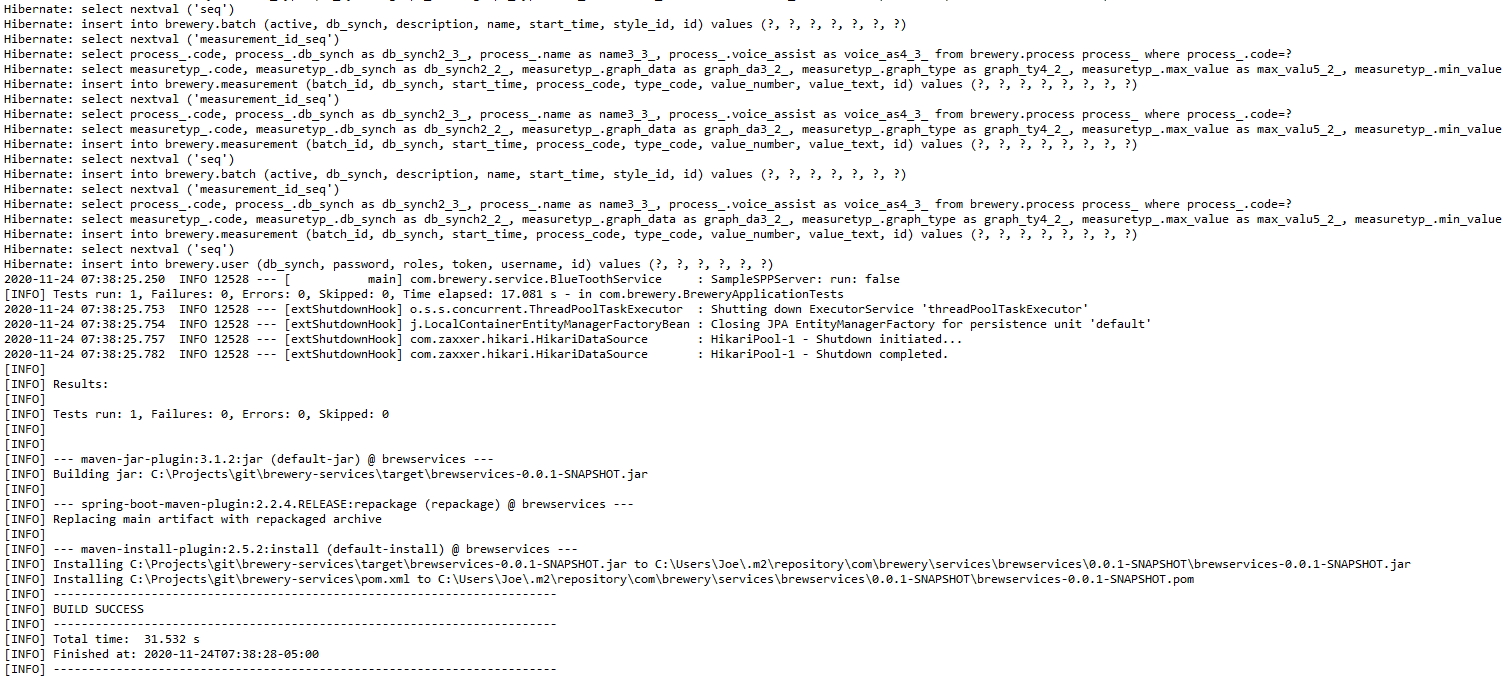 Hibernate: select nextval ('seq')
Hibernate: insert into brewery.batch (active, db_synch, description, name, start_time, style_id, id) values (?, ?, ?, ?, ?, ?, ?)
Hibernate: select nextval ('measurement_id_seq')
Hibernate: select process_.code, process_.db_synch as db_synch2_3_, process_.name as name3_3_, process_.voice_assist as voice_as4_3_ from brewery.process process_ where process_.code=?
Hibernate: select measuretyp_.code, measuretyp_.db_synch as db_synch2_2_, measuretyp_.graph_data as graph_da3_2_, measuretyp_.graph_type as graph_ty4_2_, measuretyp_.max_value as max_valu5_2_, measuretyp_.min_value
Hibernate: insert into brewery.measurement (batch_id, db_synch, start_time, process_code, type_code, value_number, value_text, id) values (?, ?, ?, ?, ?, ?, ?, ?)
Hibernate: select nextval ('measurement_id_seq')
Hibernate: select process_.code, process_.db_synch as db_synch2_3_, process_.name as name3_3_, process_.voice_assist as voice_as4_3_ from brewery.process process_ where process_.code=?
Hibernate: select measuretyp_.code, measuretyp_.db_synch as db_synch2_2_, measuretyp_.graph_data as graph_da3_2_, measuretyp_.graph_type as graph_ty4_2_, measuretyp_.max_value as max_valu5_2_, measuretyp_.min_value
Hibernate: insert into brewery.measurement (batch_id, db_synch, start_time, process_code, type_code, value_number, value_text, id) values (?, ?, ?, ?, ?, ?, ?, ?)
Hibernate: select nextval ('seq')
Hibernate: insert into brewery.batch (active, db_synch, description, name, start_time, style_id, id) values (?, ?, ?, ?, ?, ?, ?)
Hibernate: select nextval ('measurement_id_seq')
Hibernate: select process_.code, process_.db_synch as db_synch2_3_, process_.name as name3_3_, process_.voice_assist as voice_as4_3_ from brewery.process process_ where process_.code=?
Hibernate: select measuretyp_.code, measuretyp_.db_synch as db_synch2_2_, measuretyp_.graph_data as graph_da3_2_, measuretyp_.graph_type as graph_ty4_2_, measuretyp_.max_value as max_valu5_2_, measuretyp_.min_value
Hibernate: insert into brewery.measurement (batch_id, db_synch, start_time, process_code, type_code, value_number, value_text, id) values (?, ?, ?, ?, ?, ?, ?, ?)
Hibernate: select nextval ('seq')
Hibernate: insert into brewery.user (db_synch, password, roles, token, username, id) values (?, ?, ?, ?, ?, ?)
2020-11-24 07:38:25.250  INFO 12528 --- [           main] com.brewery.service.BlueToothService     : SampleSPPServer: run: false
[INFO] Tests run: 1, Failures: 0, Errors: 0, Skipped: 0, Time elapsed: 17.081 s - in com.brewery.BreweryApplicationTests
2020-11-24 07:38:25.753  INFO 12528 --- [extShutdownHook] o.s.s.concurrent.ThreadPoolTaskExecutor  : Shutting down ExecutorService 'threadPoolTaskExecutor'
2020-11-24 07:38:25.754  INFO 12528 --- [extShutdownHook] j.LocalContainerEntityManagerFactoryBean : Closing JPA EntityManagerFactory for persistence unit 'default'
2020-11-24 07:38:25.757  INFO 12528 --- [extShutdownHook] com.zaxxer.hikari.HikariDataSource       : HikariPool-1 - Shutdown initiated...
2020-11-24 07:38:25.782  INFO 12528 --- [extShutdownHook] com.zaxxer.hikari.HikariDataSource       : HikariPool-1 - Shutdown completed.
[INFO]
[INFO] Results:
[INFO]
[INFO] Tests run: 1, Failures: 0, Errors: 0, Skipped: 0
[INFO]
[INFO]
[INFO] --- maven-jar-plugin:3.1.2:jar (default-jar) @ brewservices ---
[INFO] Building jar: C:\Projects\git\brewery-services\target\brewservices-0.0.1-SNAPSHOT.jar
[INFO]
[INFO] --- spring-boot-maven-plugin:2.2.4.RELEASE:repackage (repackage) @ brewservices ---
[INFO] Replacing main artifact with repackaged archive
[INFO]
[INFO] --- maven-install-plugin:2.5.2:install (default-install) @ brewservices ---
[INFO] Installing C:\Projects\git\brewery-services\target\brewservices-0.0.1-SNAPSHOT.jar to C:\Users\Joe\.m2\repository\com\brewery\services\brewservices\0.0.1-SNAPSHOT\brewservices-0.0.1-SNAPSHOT.jar
[INFO] Installing C:\Projects\git\brewery-services\pom.xml to C:\Users\Joe\.m2\repository\com\brewery\services\brewservices\0.0.1-SNAPSHOT\brewservices-0.0.1-SNAPSHOT.pom
[INFO] ------------------------------------------------------------------------
[INFO] BUILD SUCCESS
[INFO] ------------------------------------------------------------------------
[INFO] Total time:  31.532 s
[INFO] Finished at: 2020-11-24T07:38:28-05:00
[INFO] ------------------------------------------------------------------------